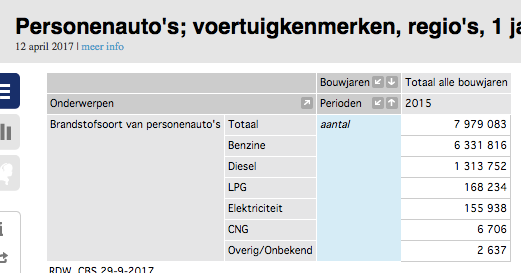 Personenauto's; voertuigkenmerken, regio's, 1 ja
12 april 2017 | meer info
Bouwjaren Totaal alle bouwjaren
Onderwerpen Perioden 2015
Brandstofsoort van personenauto's Totaal aantal 7 979 083
Benzine 6 331 816
Diesel 1 313 752
LPG 168 234
Elektriciteit 155 938
CNG 6 706
Overig/Onbekend 2 637
RDW, CBS 29-9-2017